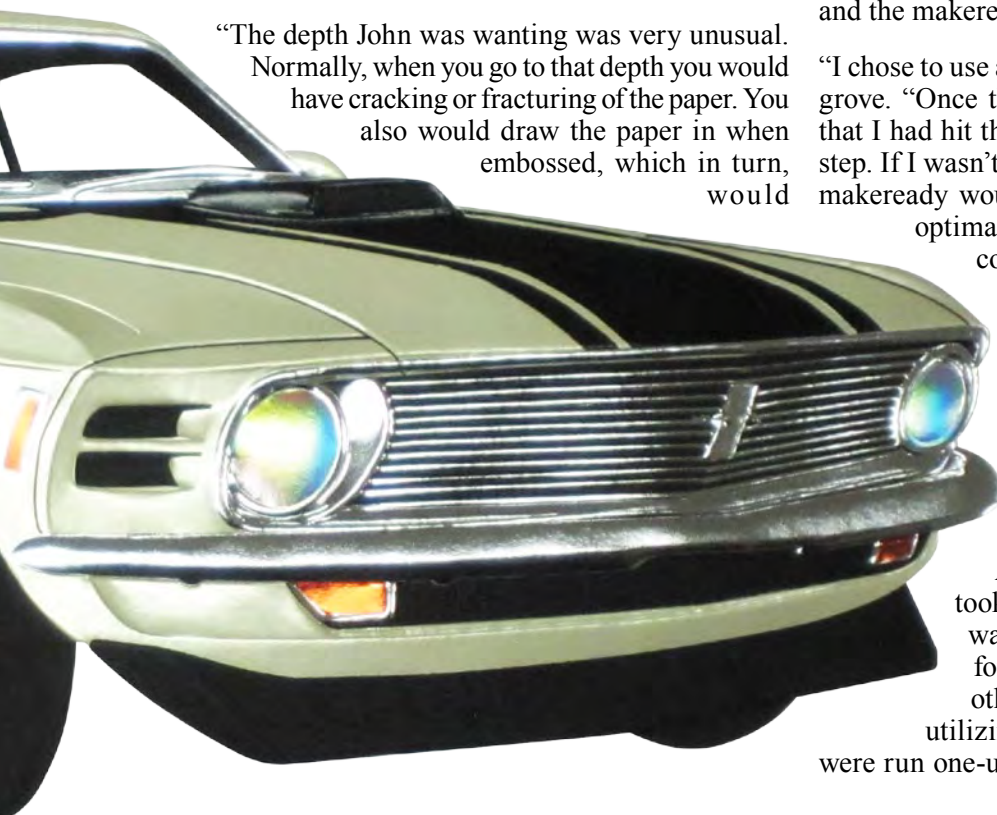 “The depth John was wanting was very unusual.
Normally, when you go to that depth you would
have cracking or fracturing of the paper. You
also would draw the paper in when
embossed, which in turn,
would
and the makere
“I chose to use
grove. “Once t
that I had hit th
step. If I wasn’t
makeready wou
optima
co
tool
wa
fo
oth
utilizi
were run one-u